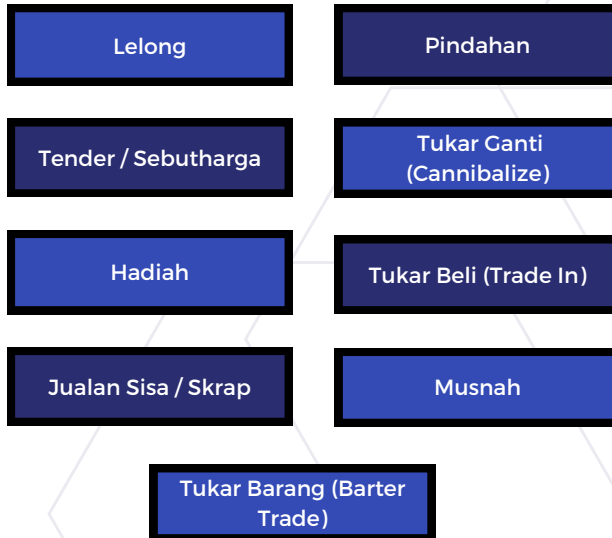 Lelong
Pindahan
Tender / Sebutharga
Tukar Ganti
(Cannibalize)
Hadiah
Tukar Beli (Trade In)
Jualan Sisa / Skrap
Musnah
Tukar Barang (Barter
Trade)